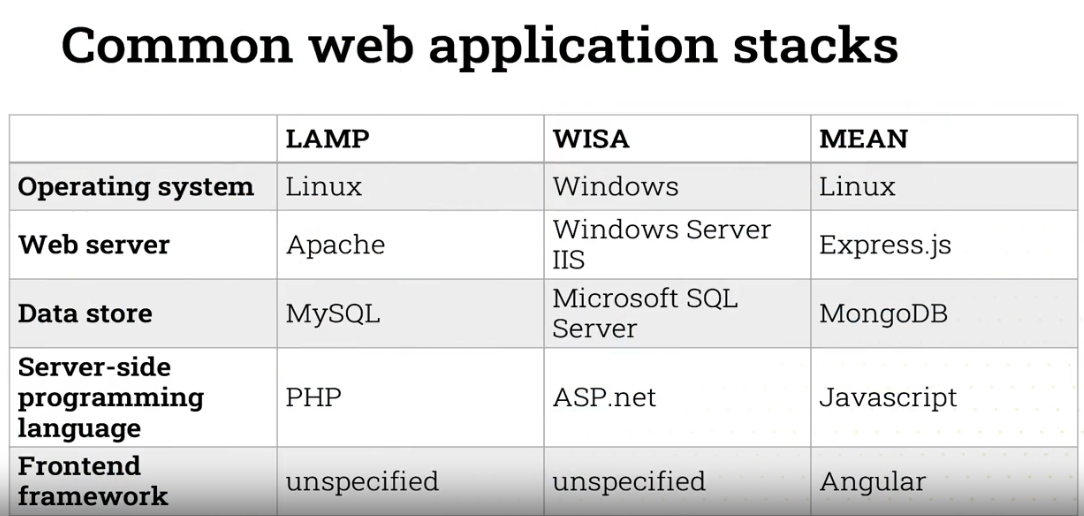 Common web application stacks
LAMP WISA MEAN
Operating system Linux Windows Linux
Web server Apache Windows Server IIS Express.js
Data store MySQL Microsoft SQL Server MongoDB
Server-side programming language PHP ASP.net Javascript
Frontend framework unspecified unspecified Angular